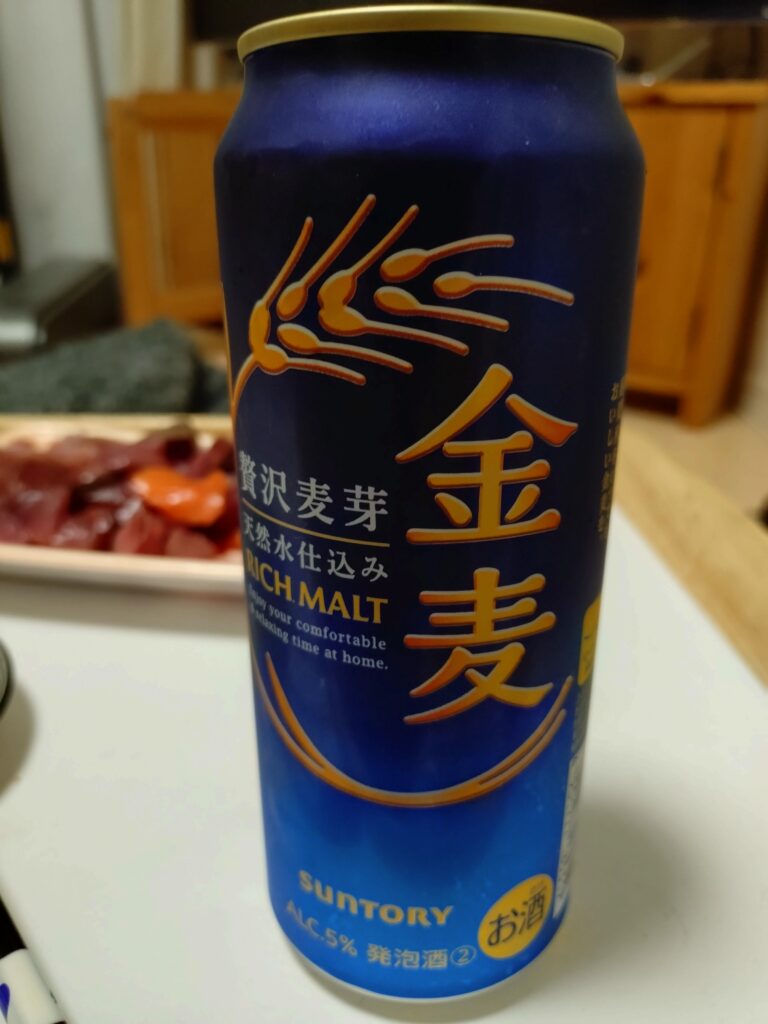 金麦
贅沢麦芽
天然水仕込み
RICH MALT
Enjoy your comfortable
& relaxing time at home.
SUNTORY
ALC.5% 発泡酒②
お酒